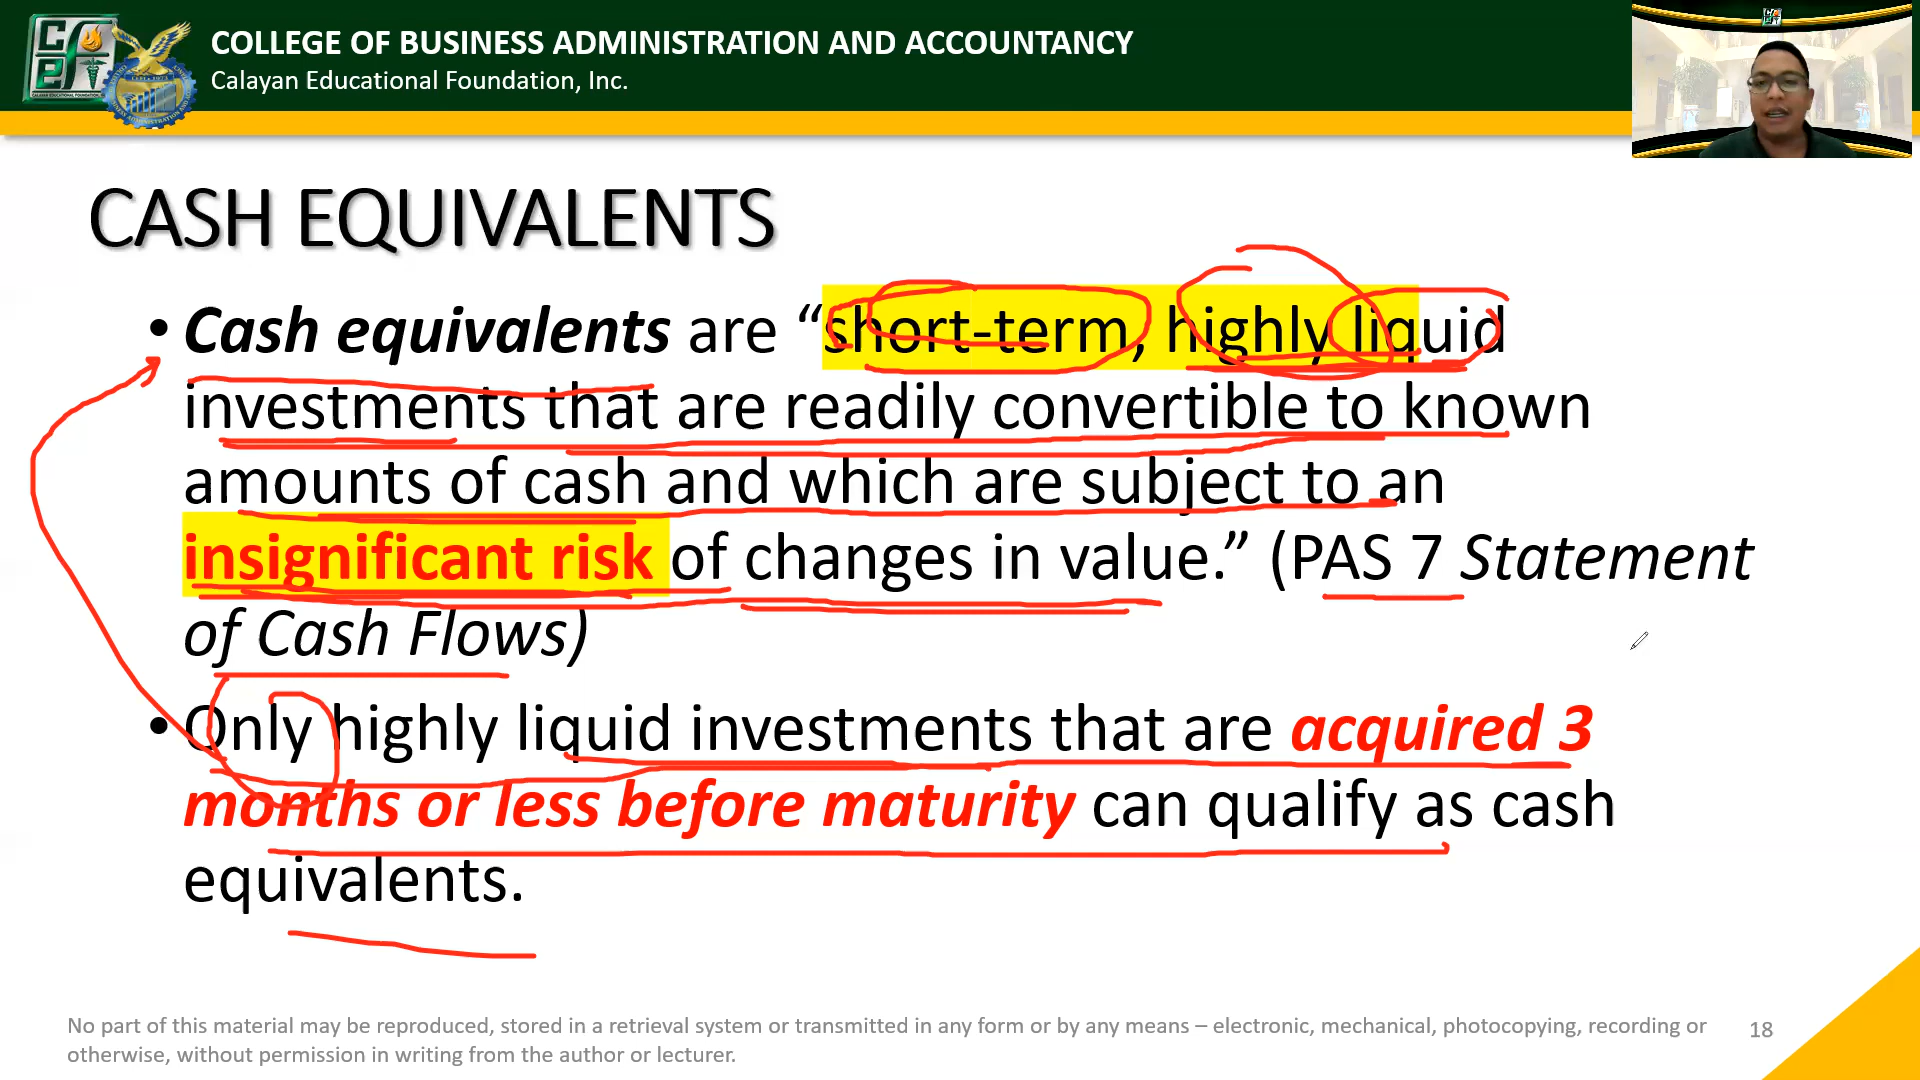 COLLEGE OF BUSINESS ADMINISTRATION AND ACCOUNTANCY
Calayan Educational Foundation, Inc.
CASH EQUIVALENTS
• Cash equivalents are “short-term, highly liquid
investments that are readily convertible to known
amounts of cash and which are subject to an
insignificant risk of changes in value.” (PAS 7 Statement
of Cash Flows)
• Only highly liquid investments that are acquired 3
months or less before maturity can qualify as cash
equivalents.
No part of this material may be reproduced, stored in a retrieval system or transmitted in any form or by any means – electronic, mechanical, photocopying, recording or
otherwise, without permission in writing from the author or lecturer.
18